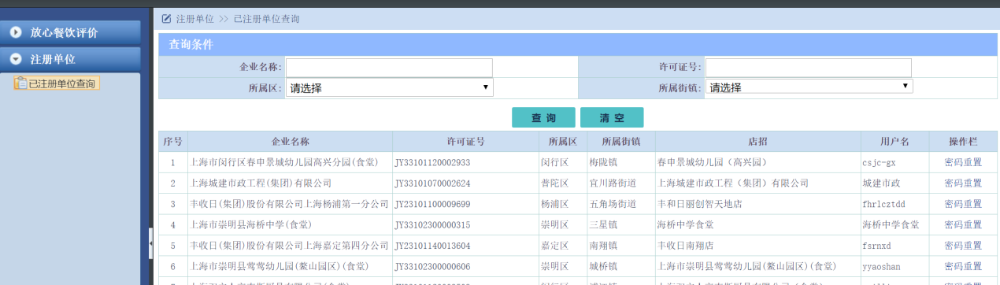 注册单位 >> 已注册单位查询
放心餐饮评价
注册单位
已注册单位查询
查询条件
企业名称: 许可证号:
所属区: 请选择 所属街镇: 请选择
查 询 清 空
序号 企业名称 许可证号 所属区 所属街镇 店招 用户名 操作栏
1 上海市闵行区春申景城幼儿园高兴分园(食堂) JY33101120002933 闵行区 梅陇镇 春申景城幼儿园（高兴园） csjc-gx 密码重置
2 上海城建市政工程(集团)有限公司 JY33101070002624 普陀区 宜川路街道 上海城建市政工程（集团）有限公司 城建市政 密码重置
3 丰收日(集团)股份有限公司上海杨浦第一分公司 JY23101100009699 杨浦区 五角场街道 丰和日丽创智天地店 fhrlcztdd 密码重置
4 上海市崇明县海桥中学(食堂) JY33102300000315 崇明区 三星镇 海桥中学食堂 海桥中学食堂 密码重置
5 丰收日(集团)股份有限公司上海嘉定第四分公司 JY23101140013604 嘉定区 南翔镇 丰收日南翔店 fsrnxd 密码重置
6 上海市崇明县莺莺幼儿园(鳌山园区)(食堂) JY33102300000606 崇明区 城桥镇 上海市崇明县莺莺幼儿园(鳌山园区)(食堂) yyaoshan 密码重置